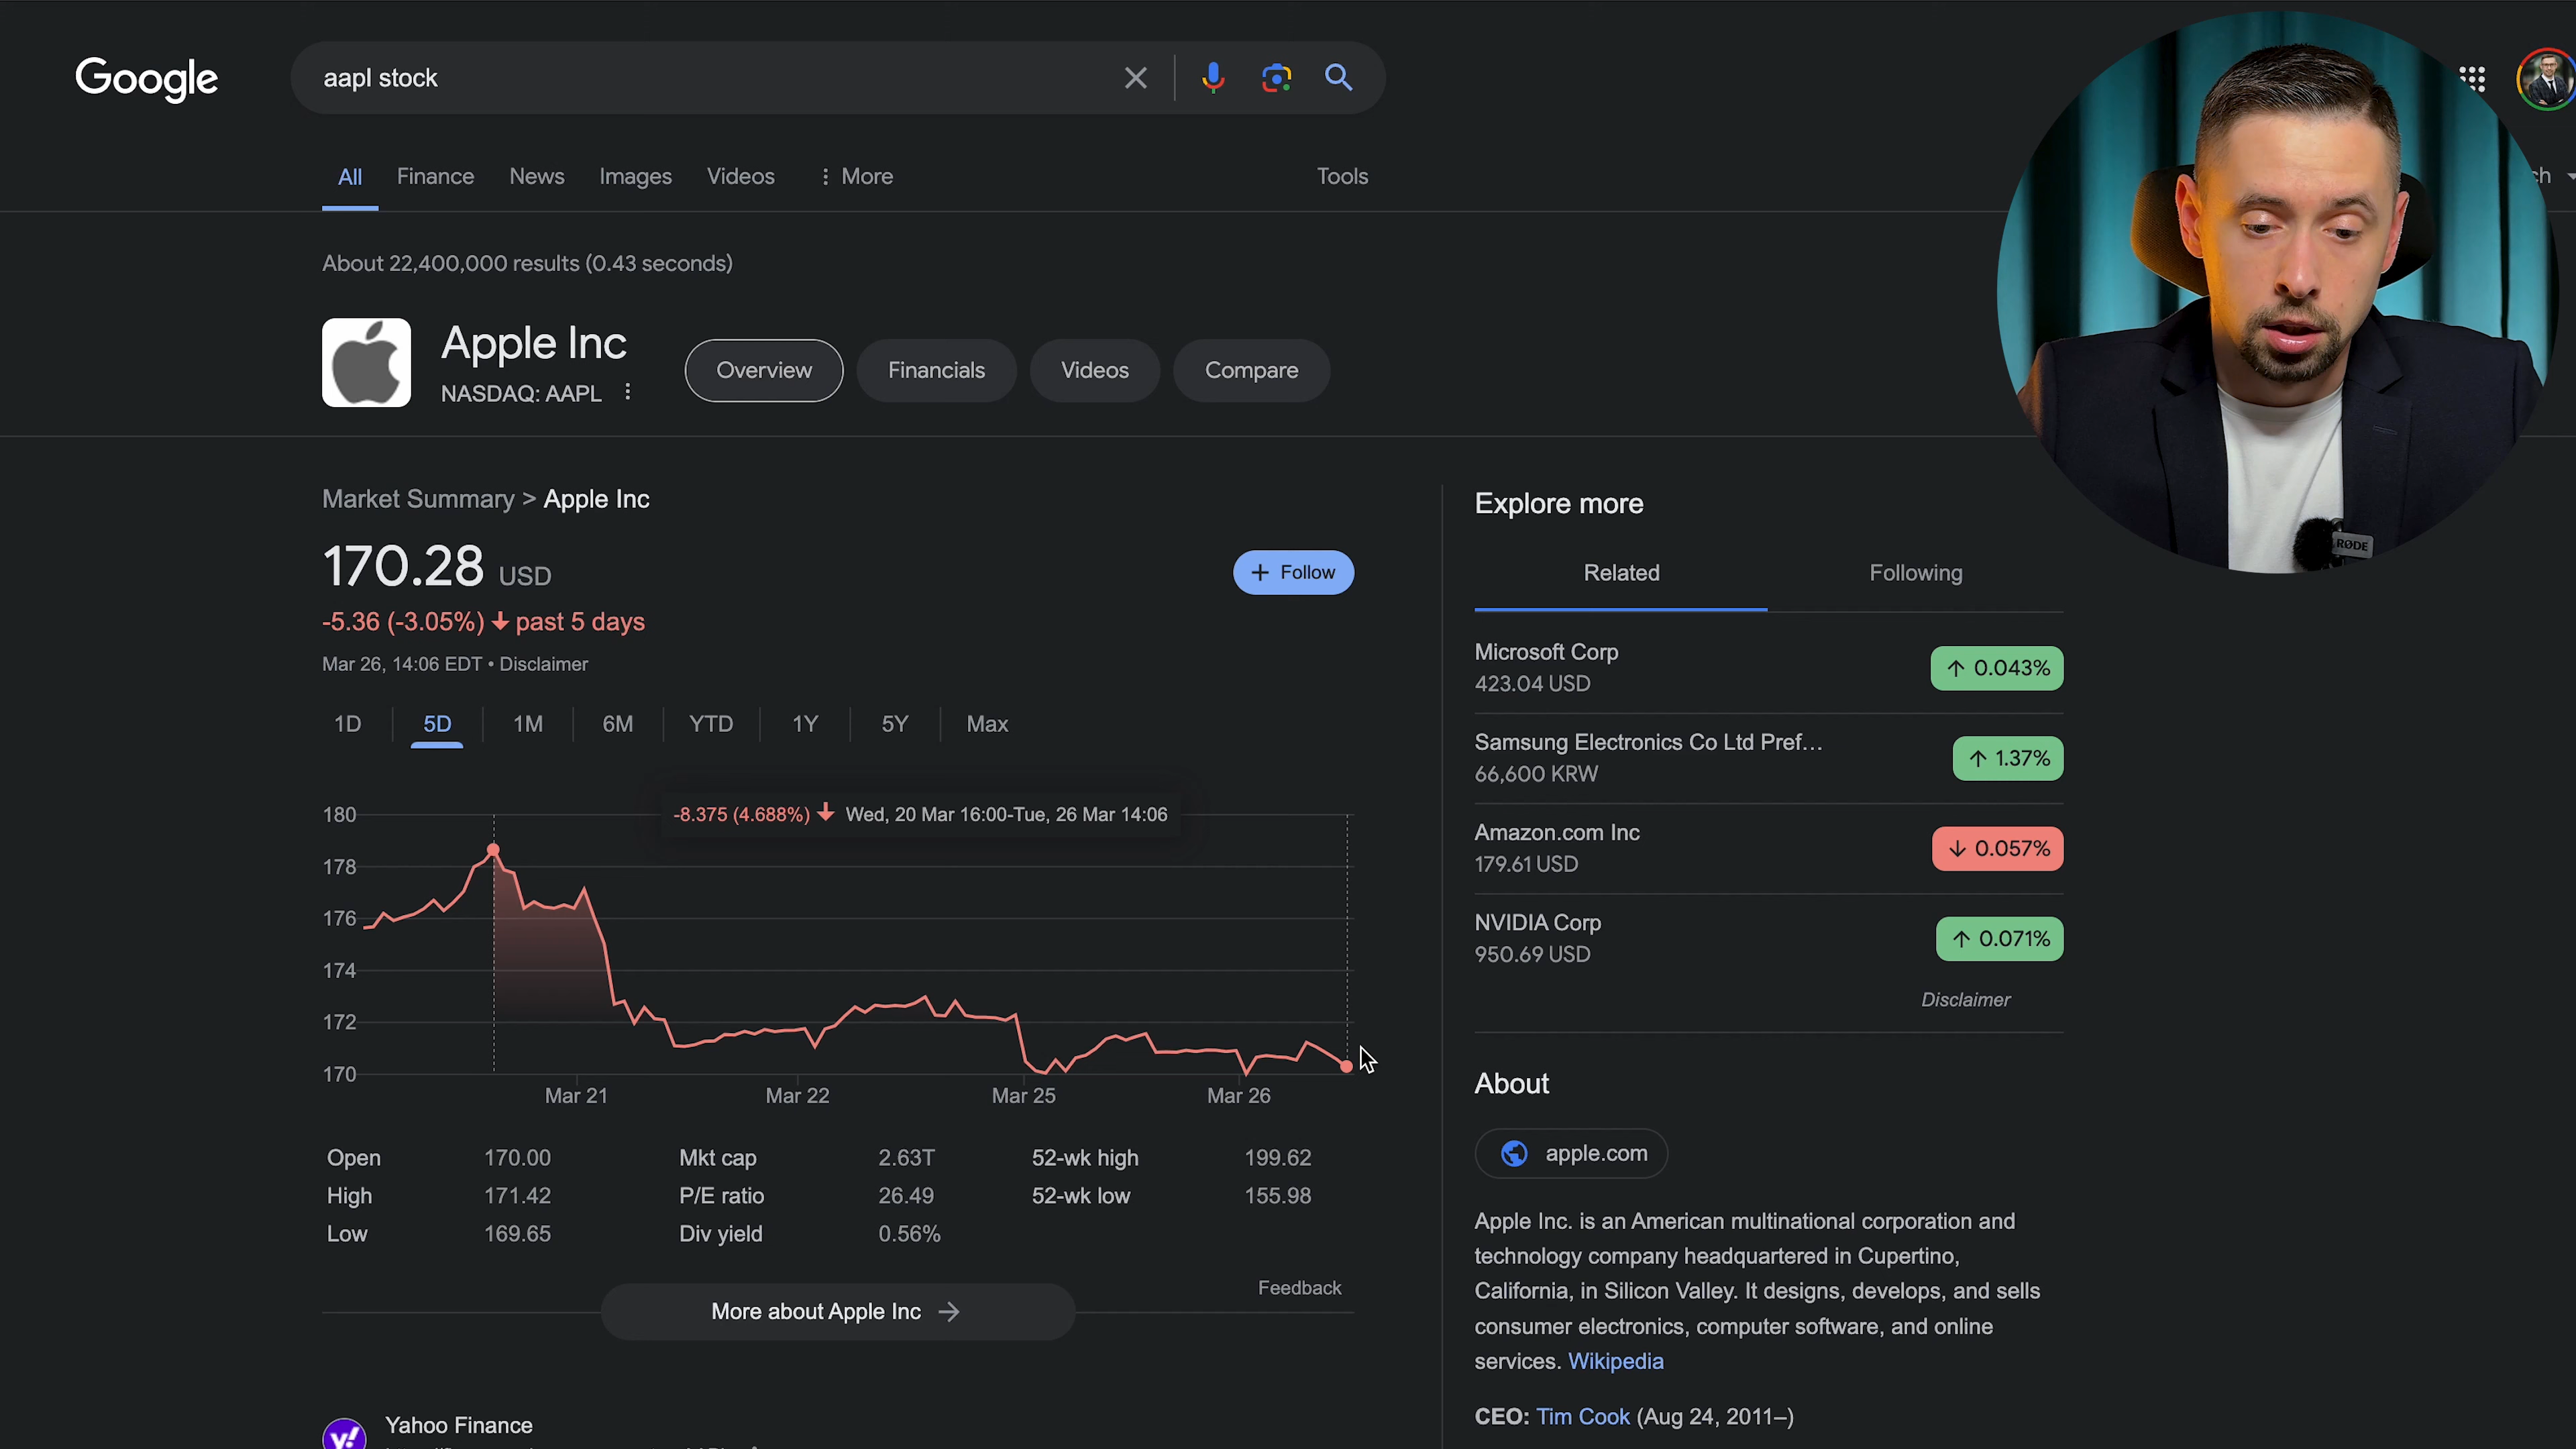 Google
aapl stock
All Finance News Images Videos More Tools
About 22,400,000 results (0.43 seconds)
Apple Inc
NASDAQ: AAPL
Overview Financials Videos Compare
Market Summary > Apple Inc
170.28 USD
+ Follow
-5.36 (-3.05%) ↓ past 5 days
Mar 26, 14:06 EDT • Disclaimer
1D 5D 1M 6M YTD 1Y 5Y Max
-8.375 (4.688%) ↓ Wed, 20 Mar 16:00-Tue, 26 Mar 14:06
180
178
176
174
172
170
Mar 21 Mar 22 Mar 25 Mar 26
Open 170.00 Mkt cap 2.63T 52-wk high 199.62
High 171.42 P/E ratio 26.49 52-wk low 155.98
Low 169.65 Div yield 0.56%
Feedback
More about Apple Inc →
Yahoo Finance
y!
Explore more
Related Following
Microsoft Corp
423.04 USD
↑ 0.043%
Samsung Electronics Co Ltd Pref…
66,600 KRW
↑ 1.37%
Amazon.com Inc
179.61 USD
↓ 0.057%
NVIDIA Corp
950.69 USD
↑ 0.071%
Disclaimer
About
apple.com
Apple Inc. is an American multinational corporation and
technology company headquartered in Cupertino,
California, in Silicon Valley. It designs, develops, and sells
consumer electronics, computer software, and online
services. Wikipedia
CEO: Tim Cook (Aug 24, 2011–)
RØDE